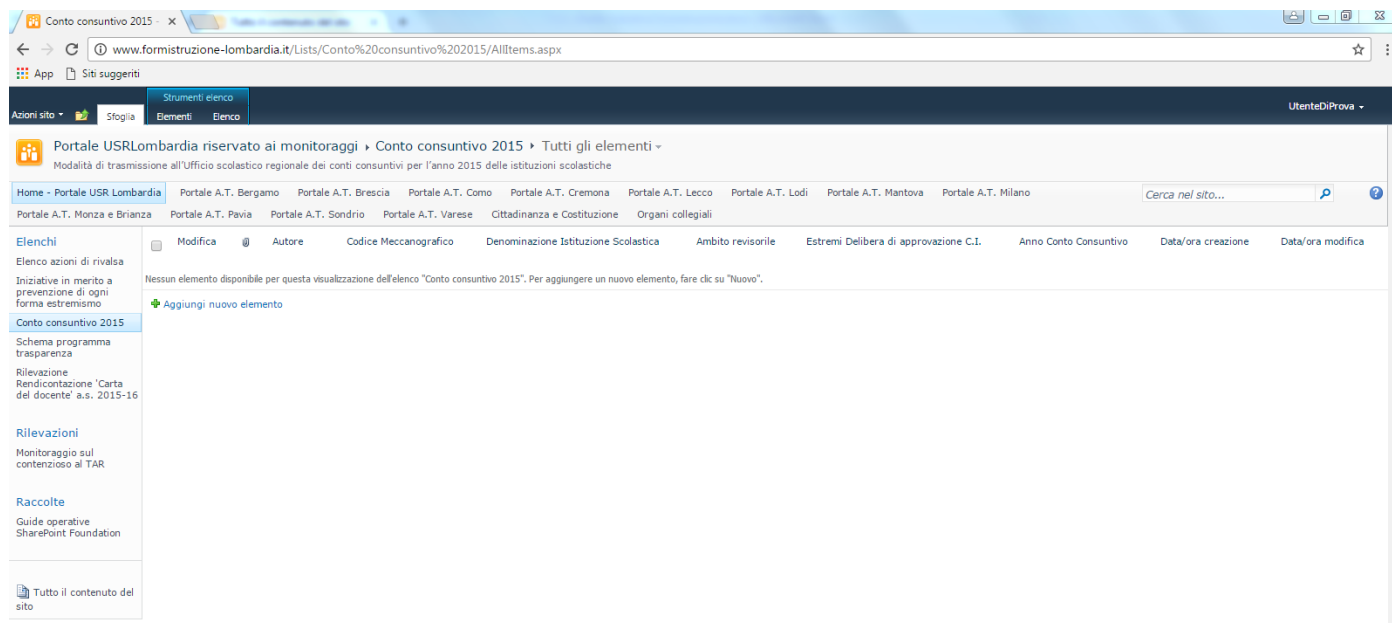 Conto consuntivo 2015 -
www.formistruzione-lombardia.it/Lists/Conto%20consuntivo%202015/AllItems.aspx
App Siti suggeriti
Strumenti elenco
Azioni sito Sfoglia Elementi Elenco UtenteDiProva
Portale USRLombardia riservato ai monitoraggi Conto consuntivo 2015 Tutti gli elementi
Modalità di trasmissione all'Ufficio scolastico regionale dei conti consuntivi per l'anno 2015 delle istituzioni scolastiche
Home - Portale USR Lombardia Portale A.T. Bergamo Portale A.T. Brescia Portale A.T. Como Portale A.T. Cremona Portale A.T. Lecco Portale A.T. Lodi Portale A.T. Mantova Portale A.T. Milano Cerca nel sito...
Portale A.T. Monza e Brianza Portale A.T. Pavia Portale A.T. Sondrio Portale A.T. Varese Cittadinanza e Costituzione Organi collegiali
Modifica Autore Codice Meccanografico Denominazione Istituzione Scolastica Ambito revisorile Estremi Delibera di approvazione C.I. Anno Conto Consuntivo Data/ora creazione Data/ora modifica
Nessun elemento disponibile per questa visualizzazione dell'elenco "Conto consuntivo 2015". Per aggiungere un nuovo elemento, fare clic su "Nuovo".
Aggiungi nuovo elemento
Elenchi
Elenco azioni di rivalsa
Iniziative in merito a
prevenzione di ogni
forma estremismo
Conto consuntivo 2015
Schema programma
trasparenza
Rilevazione
Rendicontazione 'Carta
del docente' a.s. 2015-16
Rilevazioni
Monitoraggio sul
contenzioso al TAR
Raccolte
Guide operative
SharePoint Foundation
Tutto il contenuto del
sito